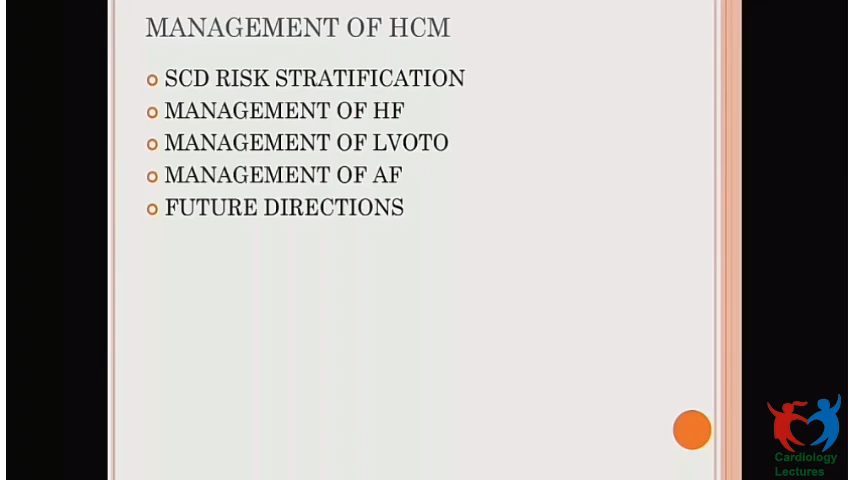 MANAGEMENT OF HCM
SCD RISK STRATIFICATION
MANAGEMENT OF HF
MANAGEMENT OF LVOTO
MANAGEMENT OF AF
FUTURE DIRECTIONS
Cardiology
Lectures